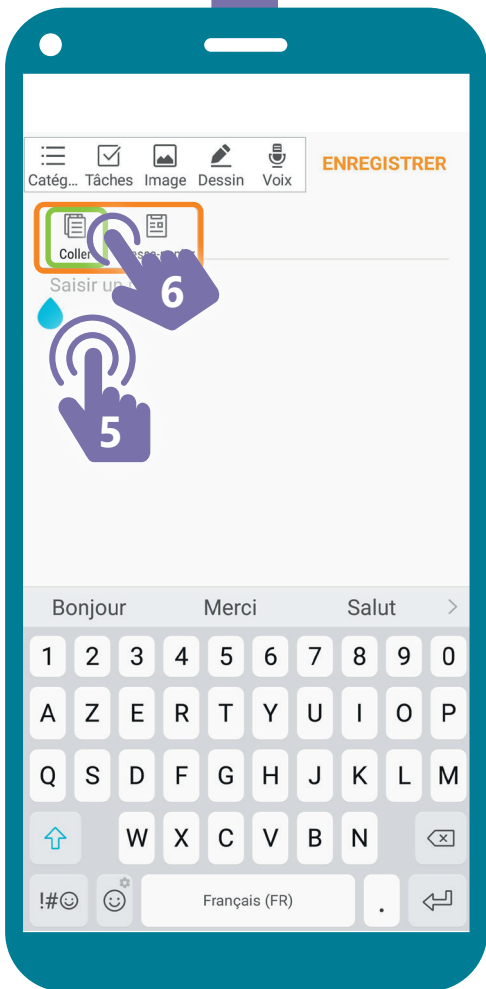 Catég... Tâches Image Dessin Voix
ENREGISTRER
Coller
Saisir un
6
5
Bonjour Merci Salut >
1 2 3 4 5 6 7 8 9 0
A Z E R T Y U I O P
Q S D F G H J K L M
W X C V B N
!#☺ Français (FR) .